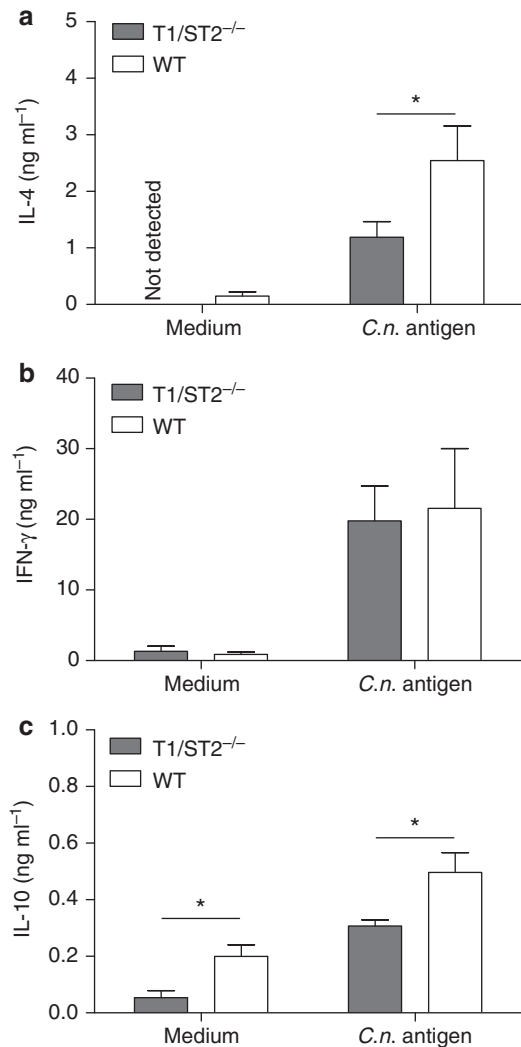 a
T1/ST2−/−
WT
IL-4 (ng ml−1)
5
4
3
2
1
0
Not detected
*
Medium
C.n. antigen
b
T1/ST2−/−
WT
IFN-γ (ng ml−1)
40
30
20
10
0
Medium
C.n. antigen
c
T1/ST2−/−
WT
IL-10 (ng ml−1)
1.0
0.8
0.6
0.4
0.2
0.0
*
*
Medium
C.n. antigen